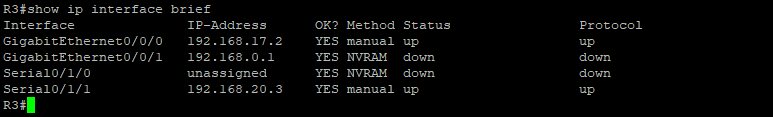 R3#show ip interface brief
Interface              IP-Address      OK? Method Status                Protocol
GigabitEthernet0/0/0   192.168.17.2    YES manual up                    up
GigabitEthernet0/0/1   192.168.0.1     YES NVRAM  down                  down
Serial0/1/0            unassigned      YES NVRAM  down                  down
Serial0/1/1            192.168.20.3    YES manual up                    up
R3#